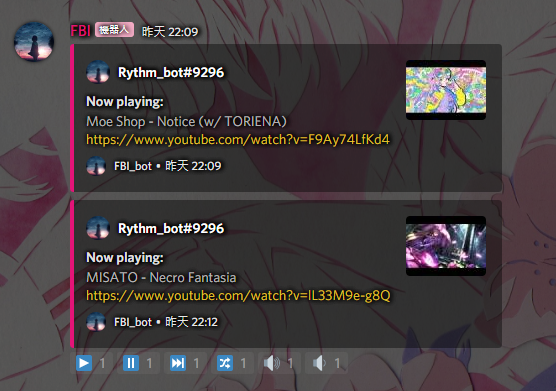 FBI 機器人 昨天 22:09
Rythm_bot#9296
Now playing:
Moe Shop - Notice (w/ TORIENA)
https://www.youtube.com/watch?v=F9Ay74LfKd4
FBI_bot • 昨天 22:09
Rythm_bot#9296
Now playing:
MISATO - Necro Fantasia
https://www.youtube.com/watch?v=IL33M9e-g8Q
FBI_bot • 昨天 22:12
1 1 1 1 1 1